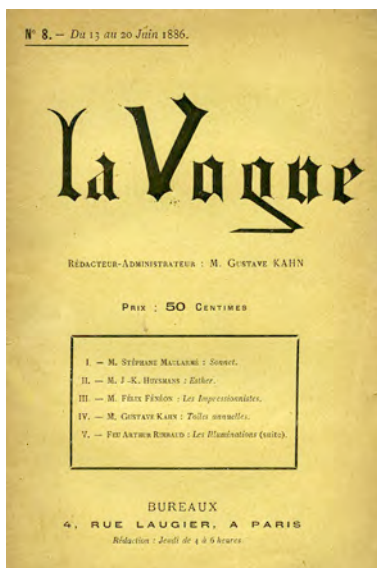 N° 8. — Du 13 au 20 Juin 1886.
la Vogue
RÉDACTEUR-ADMINISTRATEUR : M. GUSTAVE KAHN
PRIX : 50 CENTIMES
I. — M. STÉPHANE MALLARMÉ : Sonnet.
II. — M. J-K. HUYSMANS : Esther.
III. — M. FÉLIX FÉNÉON : Les Impressionnistes.
IV. — M. GUSTAVE KAHN : Toiles mannelles.
V. — FEU ARTHUR RIMBAUD : Les Illuminations (suite).
BUREAUX
4, RUE LAUGIER, A PARIS
Rédaction : Jeudi de 4 à 6 heures.